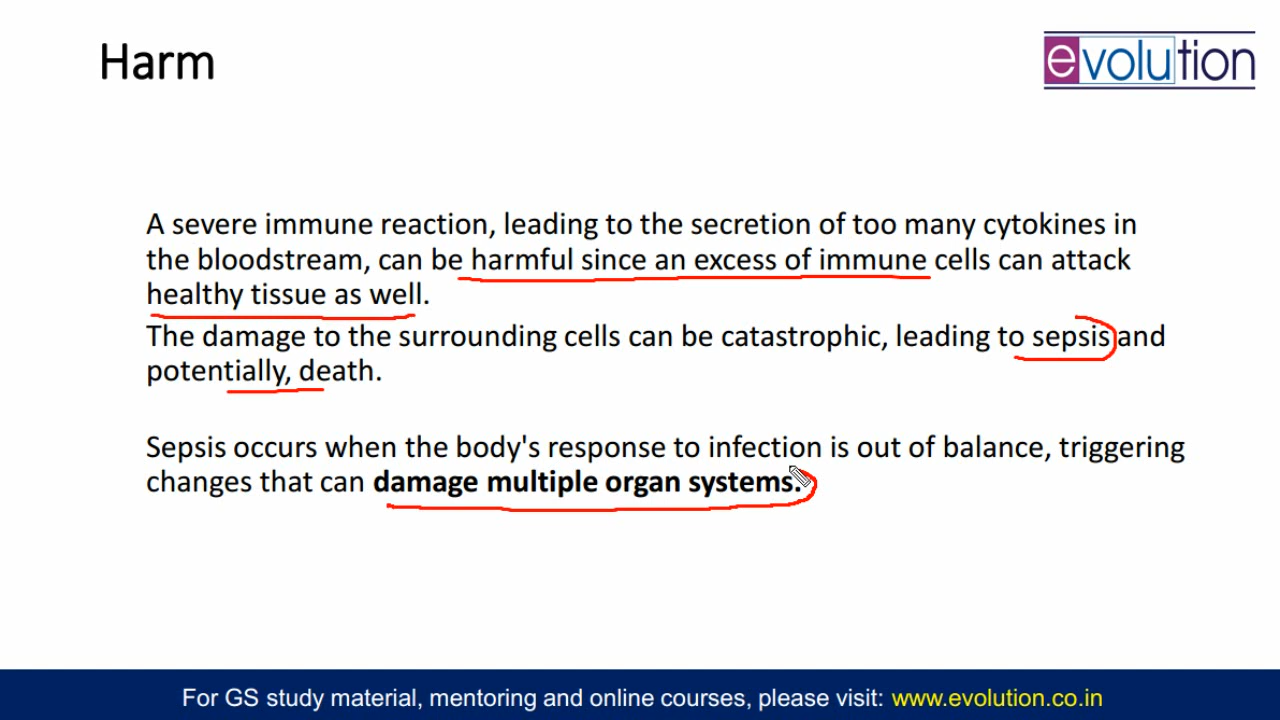 Harm
evolution
A severe immune reaction, leading to the secretion of too many cytokines in
the bloodstream, can be harmful since an excess of immune cells can attack
healthy tissue as well.
The damage to the surrounding cells can be catastrophic, leading to sepsis and
potentially, death.
Sepsis occurs when the body's response to infection is out of balance, triggering
changes that can damage multiple organ systems.
For GS study material, mentoring and online courses, please visit: www.evolution.co.in